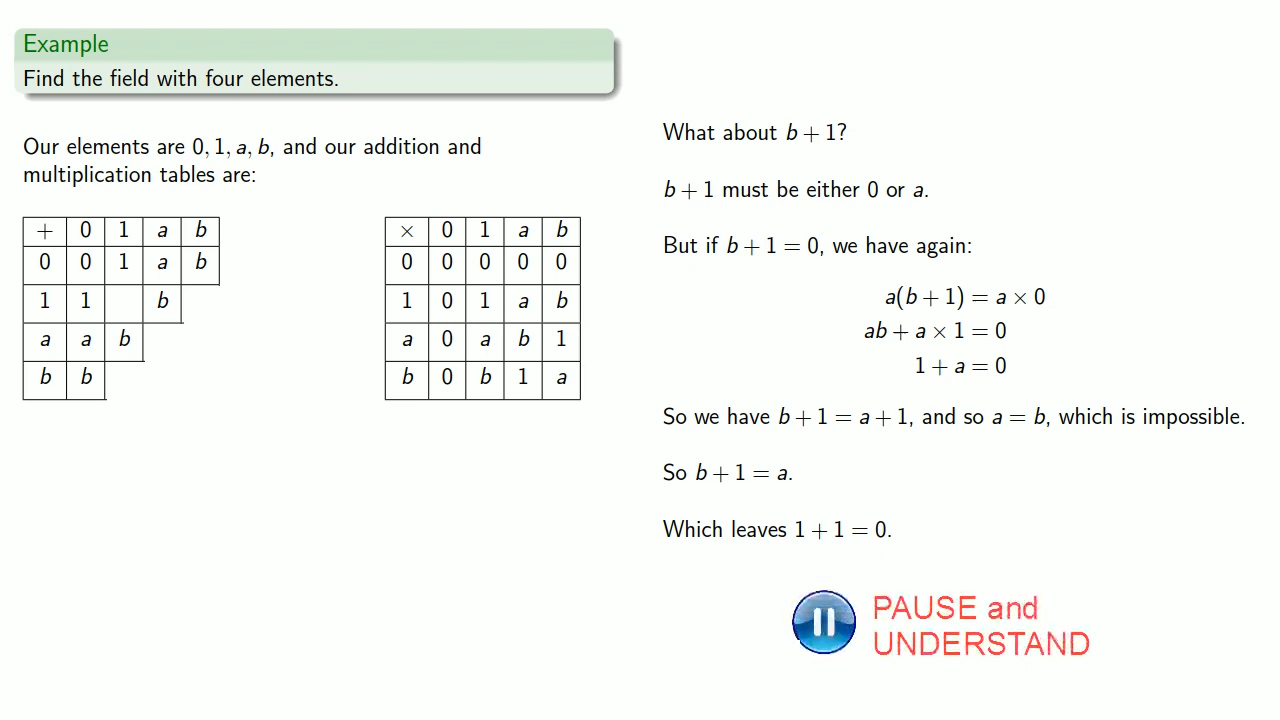 Example
Find the field with four elements.
Our elements are 0, 1, a, b, and our addition and
multiplication tables are:
+ 0 1 a b
0 0 1 a b
1 1 b
a a b
b b
× 0 1 a b
0 0 0 0 0
1 0 1 a b
a 0 a b 1
b 0 b 1 a
What about b + 1?
b + 1 must be either 0 or a.
But if b + 1 = 0, we have again:
a(b + 1) = a × 0
ab + a × 1 = 0
1 + a = 0
So we have b + 1 = a + 1, and so a = b, which is impossible.
So b + 1 = a.
Which leaves 1 + 1 = 0.
PAUSE and
UNDERSTAND